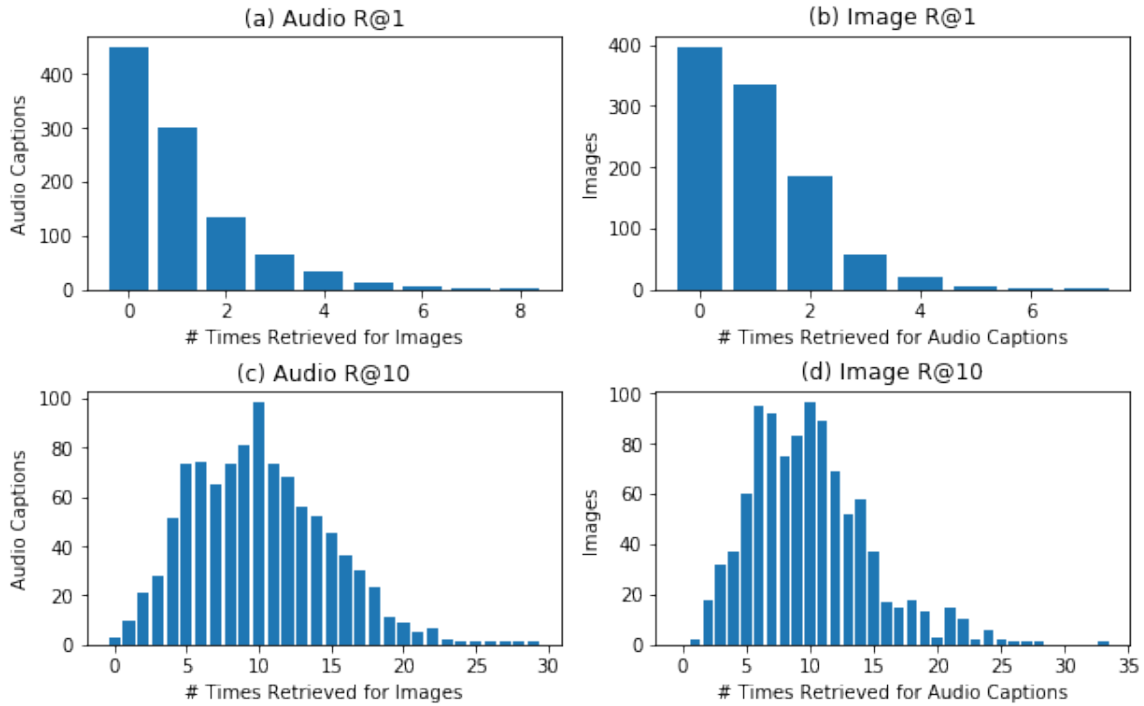 (a) Audio R@1
Audio Captions
400
300
200
100
0
0 2 4 6 8
# Times Retrieved for Images
(b) Image R@1
Images
400
300
200
100
0
0 2 4 6
# Times Retrieved for Audio Captions
(c) Audio R@10
Audio Captions
100
80
60
40
20
0
0 5 10 15 20 25 30
# Times Retrieved for Images
(d) Image R@10
Images
100
80
60
40
20
0
0 5 10 15 20 25 30 35
# Times Retrieved for Audio Captions